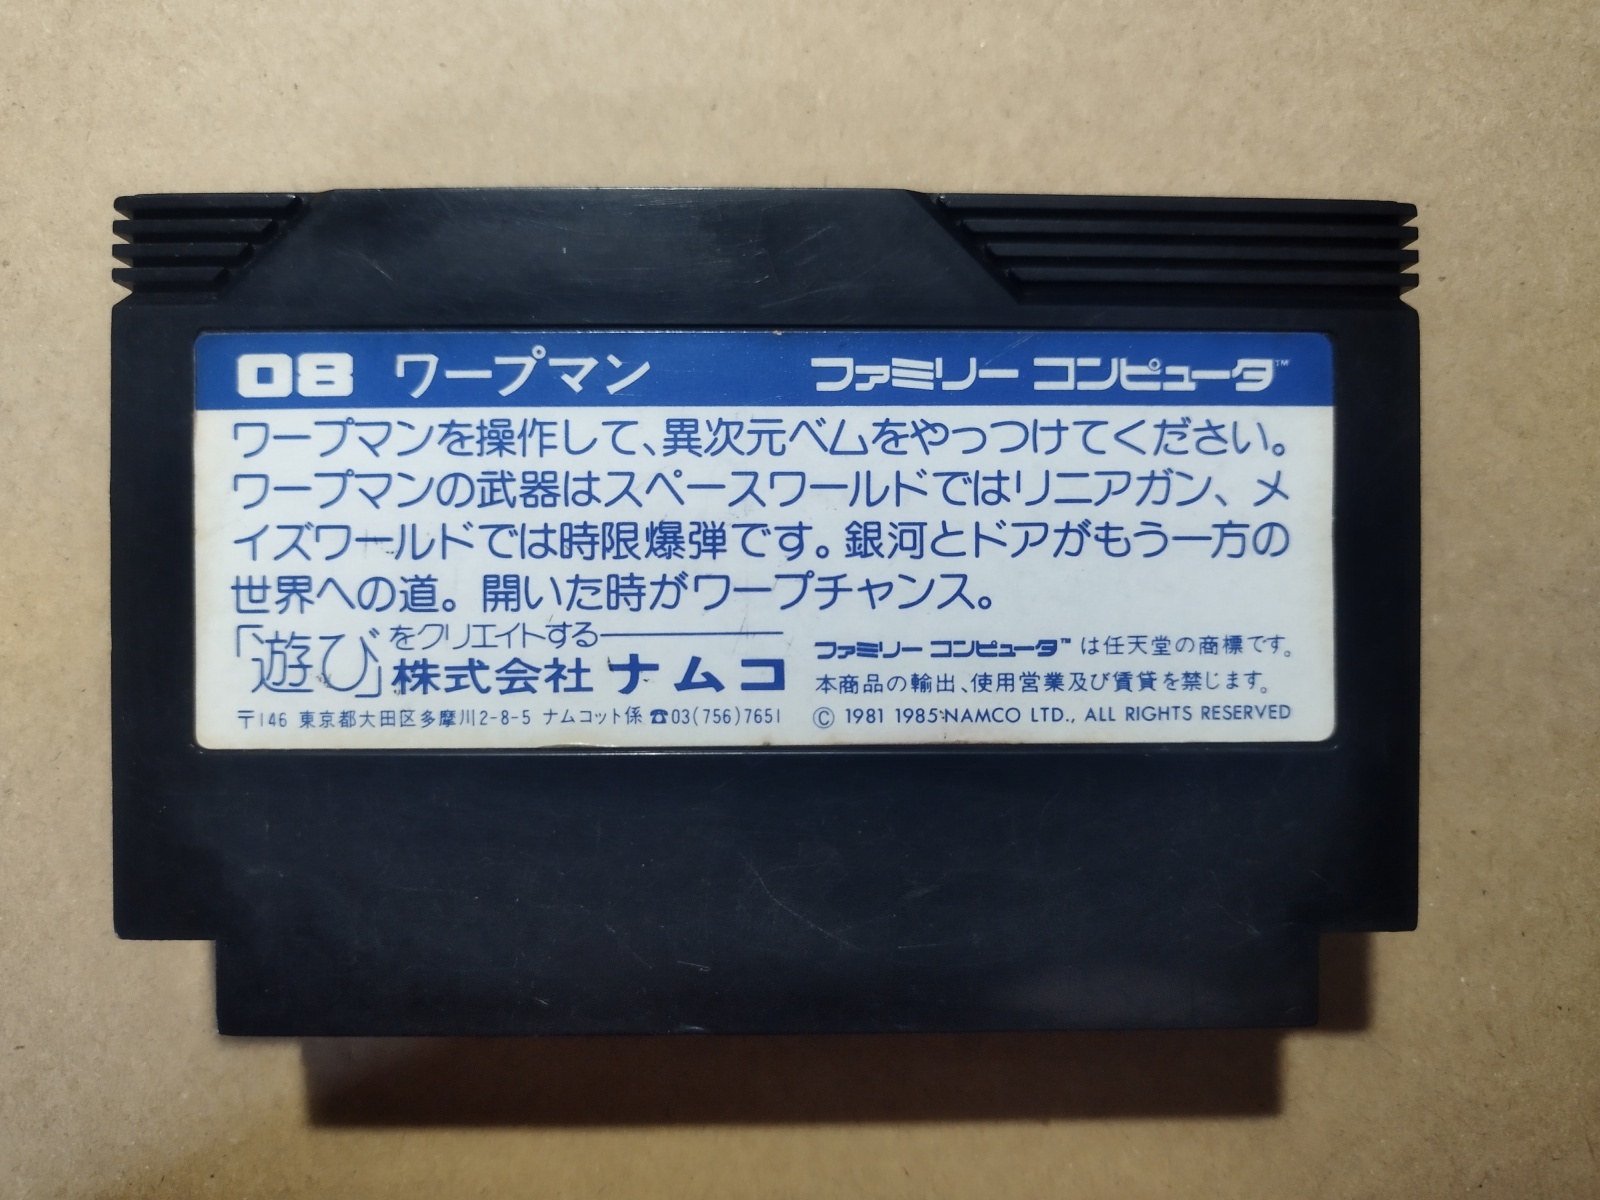 08 ワープマン ファミリー コンピュータ™
ワープマンを操作して、異次元ベムをやっつけてください。
ワープマンの武器はスペースワールドではリニアガン、メ
イズワールドでは時限爆弾です。銀河とドアがもう一方の
世界への道。開いた時がワープチャンス。
「遊び」をクリエイトする
株式会社 ナムコ
〒146 東京都大田区多摩川2-8-5 ナムコット係 ☎03(756)7651
ファミリー コンピュータ™ は任天堂の商標です。
本商品の輸出、使用営業及び賃貸を禁じます。
© 1981 1985 NAMCO LTD., ALL RIGHTS RESERVED